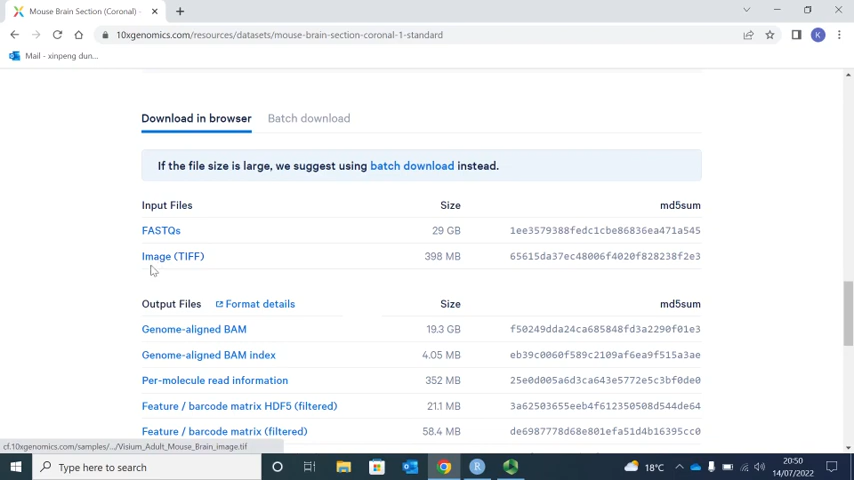 Mouse Brain Section (Coronal) -
10xgenomics.com/resources/datasets/mouse-brain-section-coronal-1-standard
K
Mail - xinpeng dun...
Download in browser Batch download
If the file size is large, we suggest using batch download instead.
Input Files Size md5sum
FASTQs 29 GB 1ee3579388fedc1cbe86836ea471a545
Image (TIFF) 398 MB 65615da37ec48006f4020f828238f2e3
Output Files Format details Size md5sum
Genome-aligned BAM 19.3 GB f50249dda24ca685848fd3a2290f01e3
Genome-aligned BAM index 4.05 MB eb39c0060f589c2109af6ea9f515a3ae
Per-molecule read information 352 MB 25e0d005a6d3ca643e5772e5c3bf0de0
Feature / barcode matrix HDF5 (filtered) 21.1 MB 3a62503655eeb4f612350508d544de64
Feature / barcode matrix (filtered) 58.4 MB de6987778d68e801efa51d4b16395cc0
cf.10xgenomics.com/samples/.../Visium_Adult_Mouse_Brain_image.tif
Type here to search
R
18°C
20:50
14/07/2022